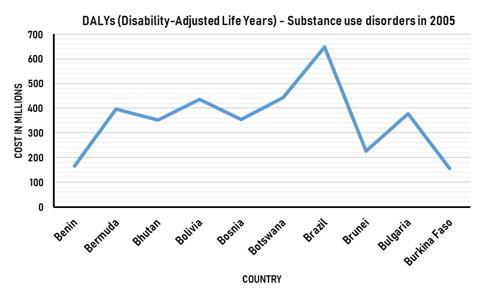 DALYs (Disability-Adjusted Life Years) - Substance use disorders in 2005
700
600
500
400
300
200
100
0
COST IN MILLIONS
Benin
Bermuda
Bhutan
Bolivia
Bosnia
Botswana
Brazil
Brunei
Bulgaria
Burkina Faso
COUNTRY